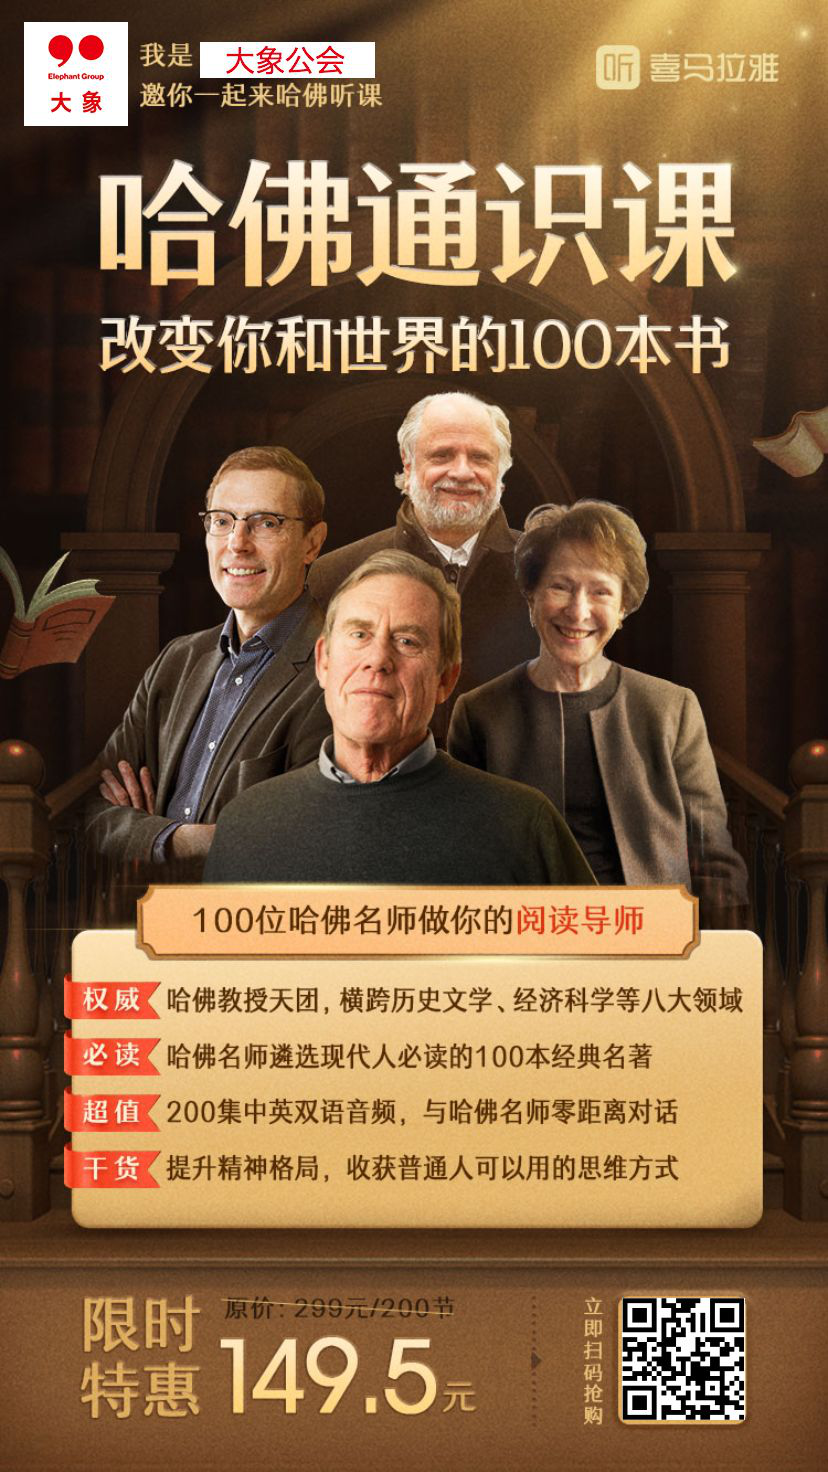 Elephant Group
大象
我是 大象公会
邀你一起来哈佛听课
听 喜马拉雅
哈佛通识课
改变你和世界的100本书
100位哈佛名师做你的阅读导师
权威 哈佛教授天团，横跨历史文学、经济科学等八大领域
必读 哈佛名师遴选现代人必读的100本经典名著
超值 200集中英双语音频，与哈佛名师零距离对话
干货 提升精神格局，收获普通人可以用的思维方式
限时
特惠
原价：299元/200节
149.5元
立即扫码抢购